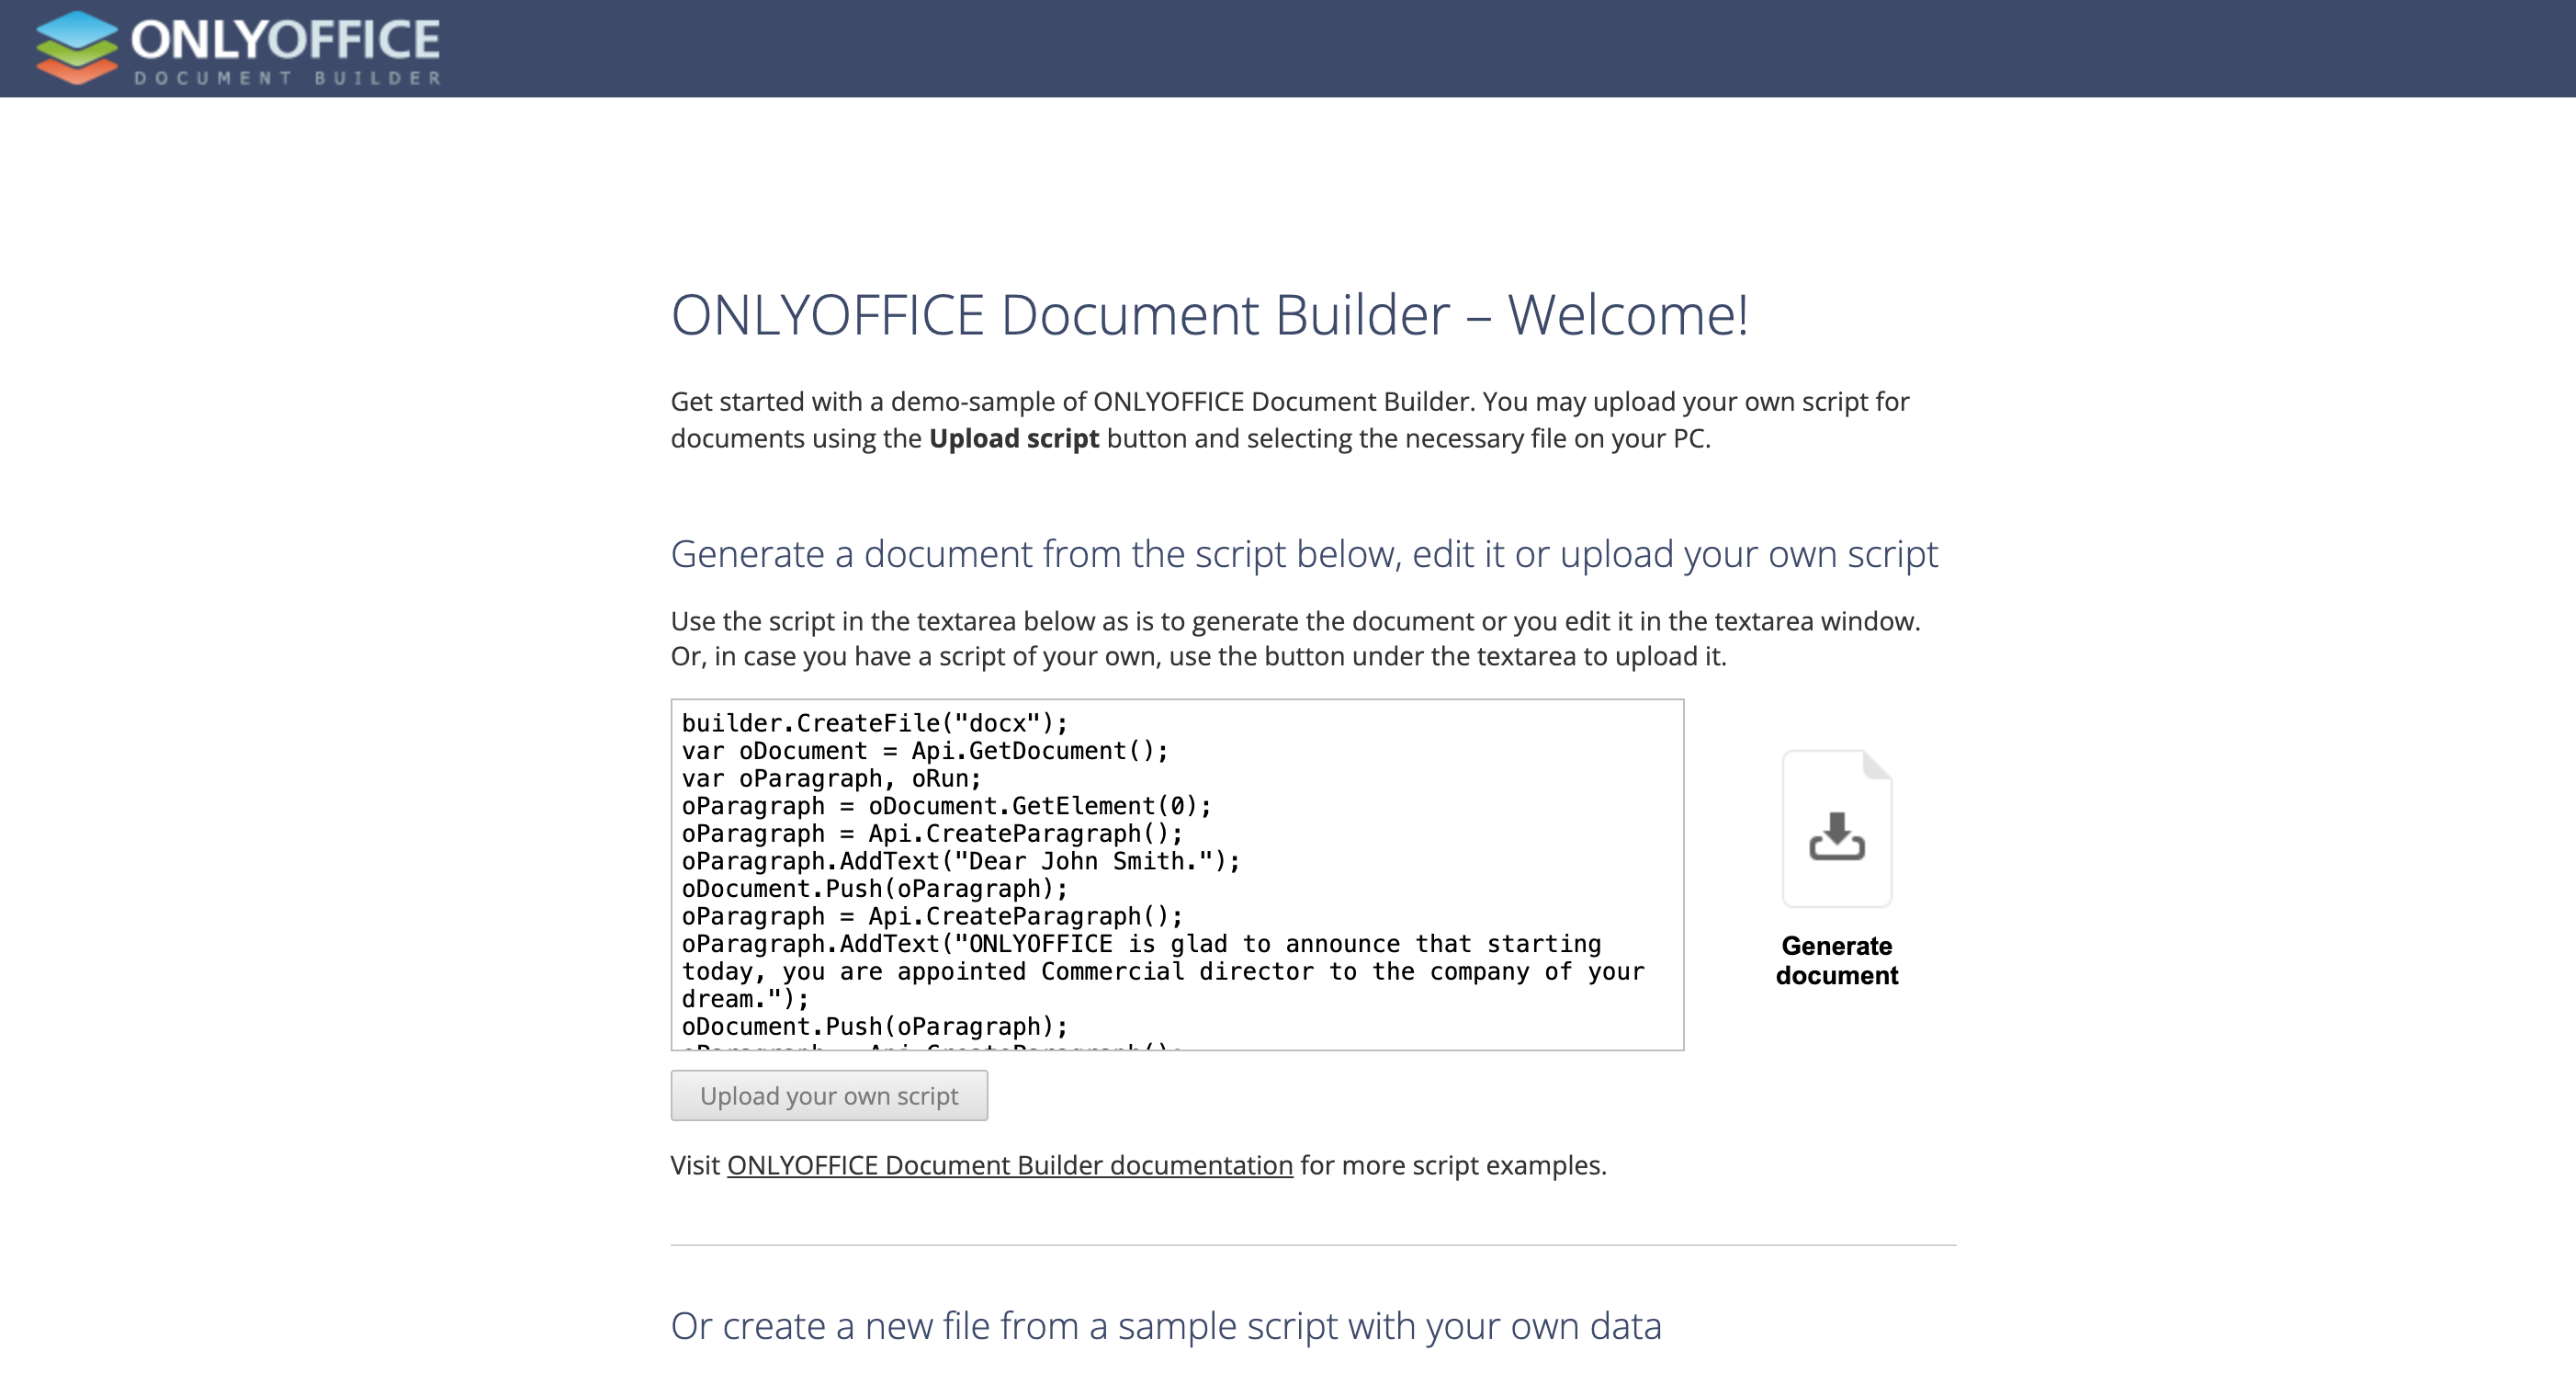 ONLYOFFICE
DOCUMENT BUILDER
ONLYOFFICE Document Builder – Welcome!
Get started with a demo-sample of ONLYOFFICE Document Builder. You may upload your own script for
documents using the Upload script button and selecting the necessary file on your PC.
Generate a document from the script below, edit it or upload your own script
Use the script in the textarea below as is to generate the document or you edit it in the textarea window.
Or, in case you have a script of your own, use the button under the textarea to upload it.
builder.CreateFile("docx");
var oDocument = Api.GetDocument();
var oParagraph, oRun;
oParagraph = oDocument.GetElement(0);
oParagraph = Api.CreateParagraph();
oParagraph.AddText("Dear John Smith.");
oDocument.Push(oParagraph);
oParagraph = Api.CreateParagraph();
oParagraph.AddText("ONLYOFFICE is glad to announce that starting
today, you are appointed Commercial director to the company of your
dream.");
oDocument.Push(oParagraph);
Generate
document
Upload your own script
Visit ONLYOFFICE Document Builder documentation for more script examples.
Or create a new file from a sample script with your own data